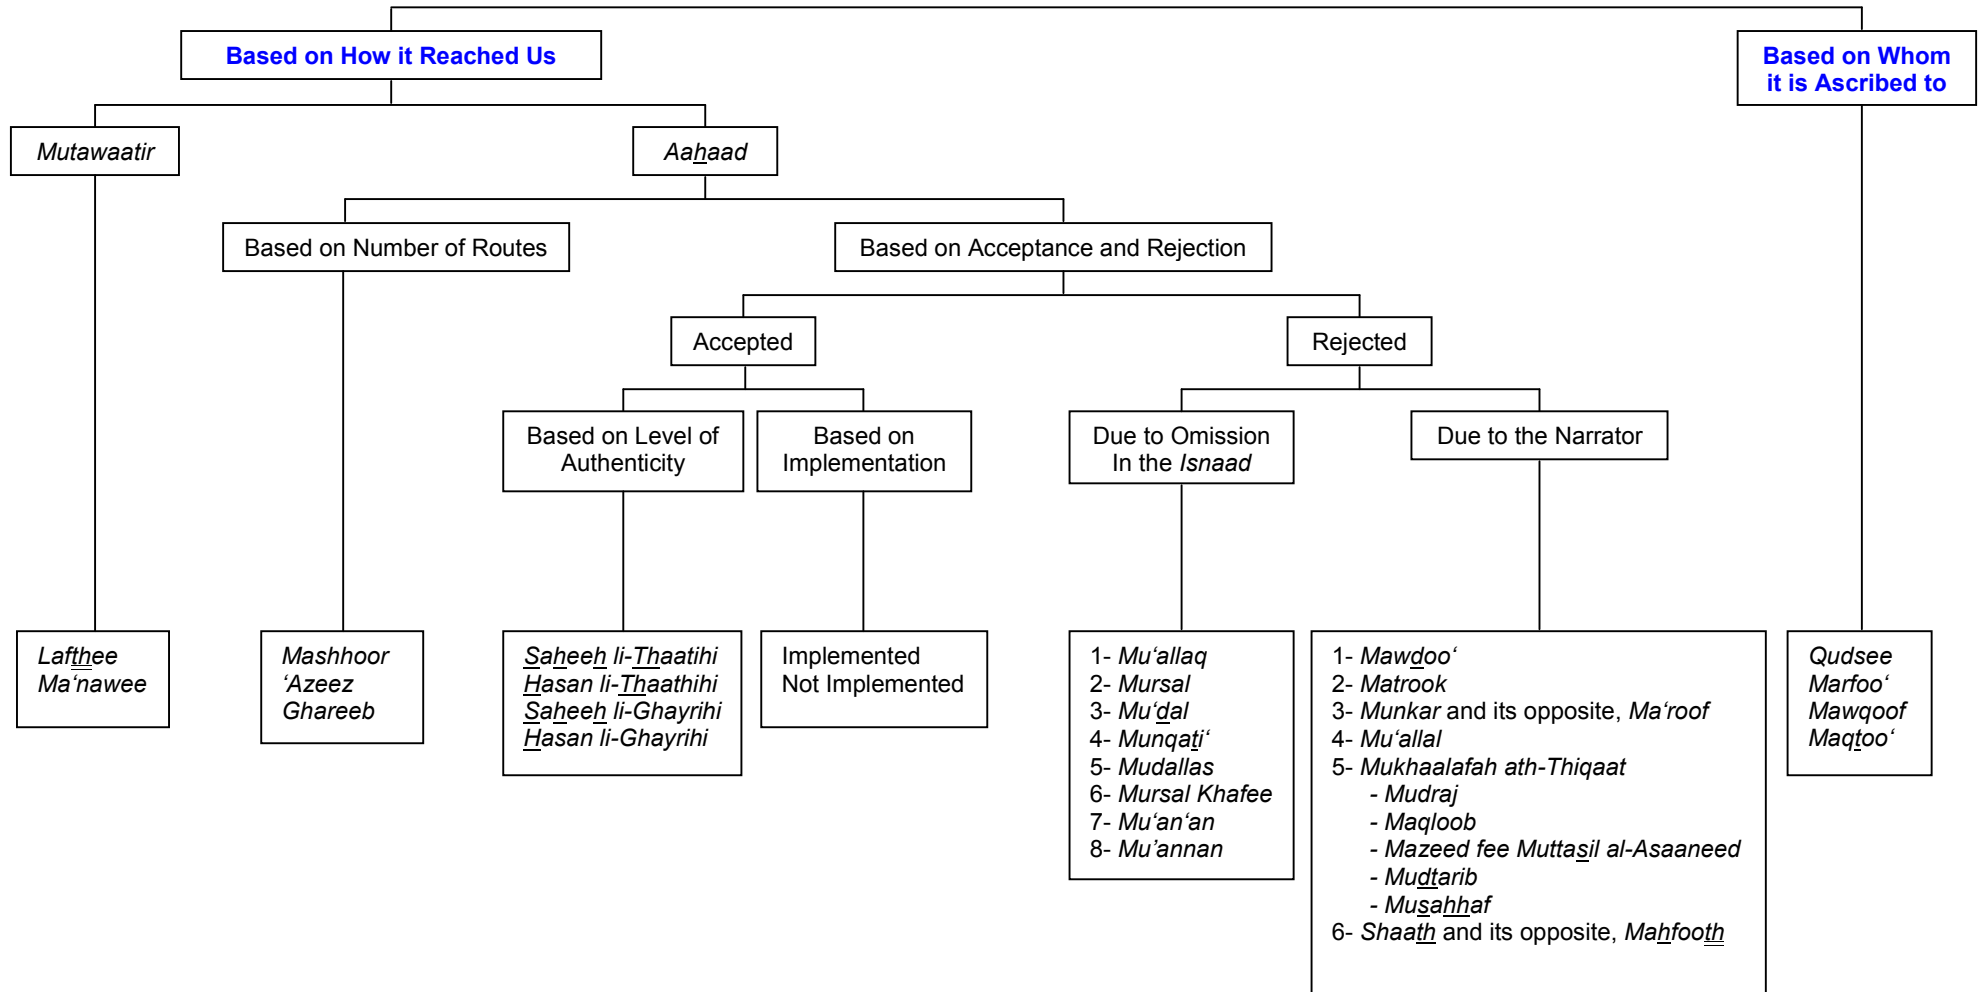 Based on How it Reached Us
Based on Whom
it is Ascribed to
Mutawaatir
Aahaad
Based on Number of Routes
Based on Acceptance and Rejection
Accepted
Rejected
Based on Level of
Authenticity
Based on
Implementation
Due to Omission
In the Isnaad
Due to the Narrator
Lafthee
Ma‘nawee
Mashhoor
‘Azeez
Ghareeb
Saheeh li-Thaatihi
Hasan li-Thaathihi
Saheeh li-Ghayrihi
Hasan li-Ghayrihi
Implemented
Not Implemented
1- Mu‘allaq
2- Mursal
3- Mu‘dal
4- Munqati‘
5- Mudallas
6- Mursal Khafee
7- Mu‘an‘an
8- Mu’annan
1- Mawdoo‘
2- Matrook
3- Munkar and its opposite, Ma‘roof
4- Mu‘allal
5- Mukhaalafah ath-Thiqaat
- Mudraj
- Maqloob
- Mazeed fee Muttasil al-Asaaneed
- Mudtarib
- Musahhaf
6- Shaath and its opposite, Mahfooth
Qudsee
Marfoo‘
Mawqoof
Maqtoo‘